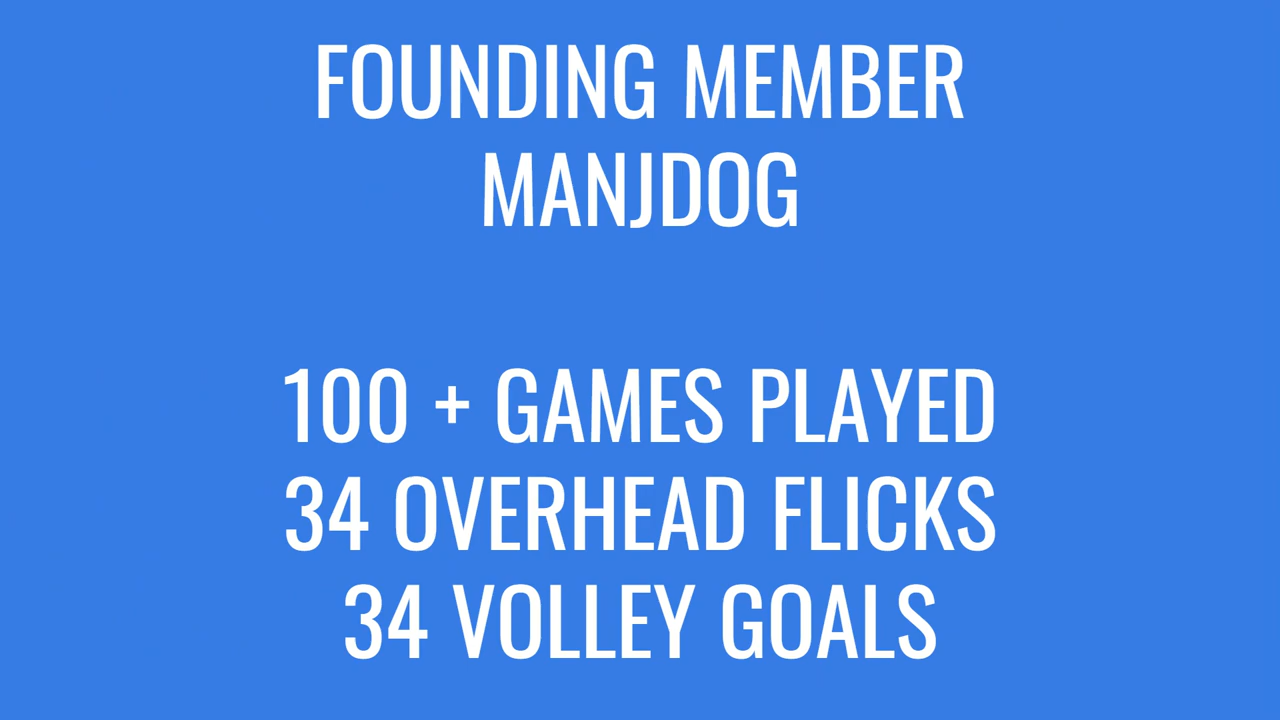 FOUNDING MEMBER
MANJDOG
100 + GAMES PLAYED
34 OVERHEAD FLICKS
34 VOLLEY GOALS